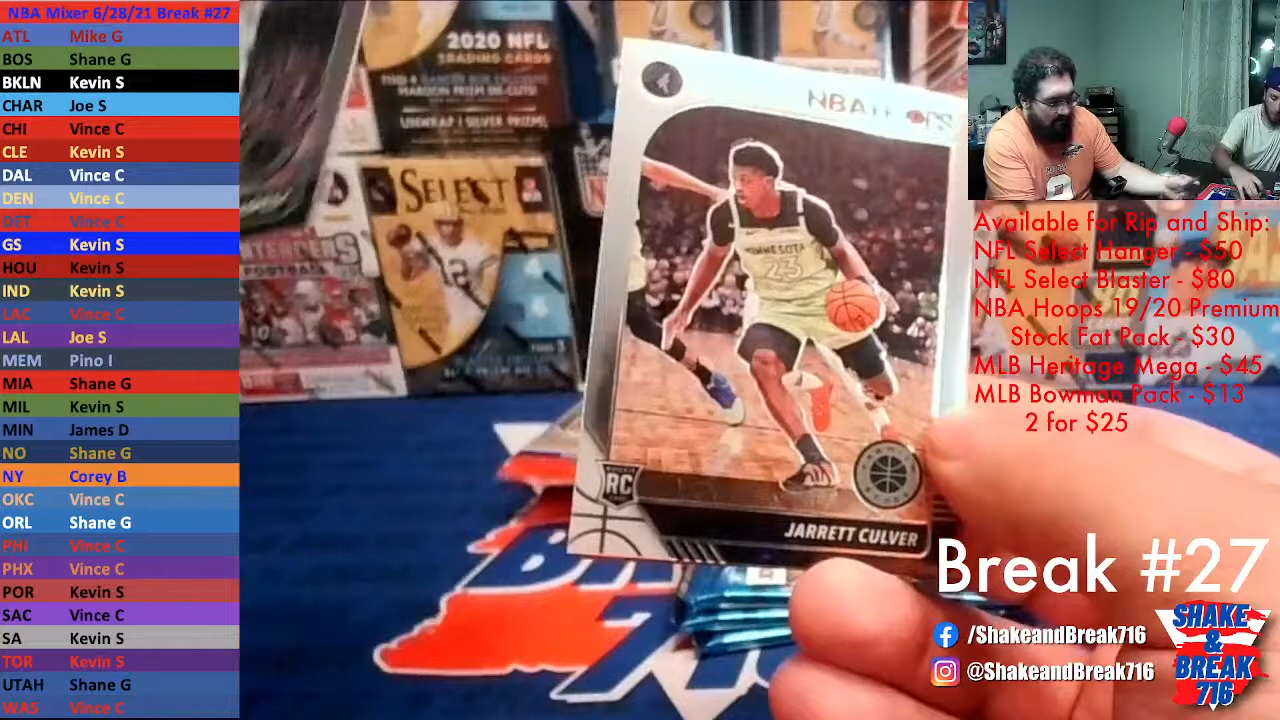 NBA Mixer 6/28/21 Break #27
ATL Mike G
BOS Shane G
BKLN Kevin S
CHAR Joe S
CHI Vince C
CLE Kevin S
DAL Vince C
DEN Vince C
DET Vince C
GS Kevin S
HOU Kevin S
IND Kevin S
LAC Vince C
LAL Joe S
MEM Pino I
MIA Shane G
MIL Kevin S
MIN James D
NO Shane G
NY Corey B
OKC Vince C
ORL Shane G
PHI Vince C
PHX Vince C
POR Kevin S
SAC Vince C
SA Kevin S
TOR Kevin S
UTAH Shane G
WAS Vince C
2020 NFL
TRADING CARDS
SELECT
NBA
MINNESOTA
23
ROOKIE
RC
JARRETT CULVER
Available for Rip and Ship:
NFL Select Hanger - $50
NFL Select Blaster - $80
NBA Hoops 19/20 Premium
Stock Fat Pack - $30
MLB Heritage Mega - $45
MLB Bowman Pack - $13
2 for $25
Break #27
/ShakeandBreak716
@ShakeandBreak716
SHAKE
&
BREAK
716